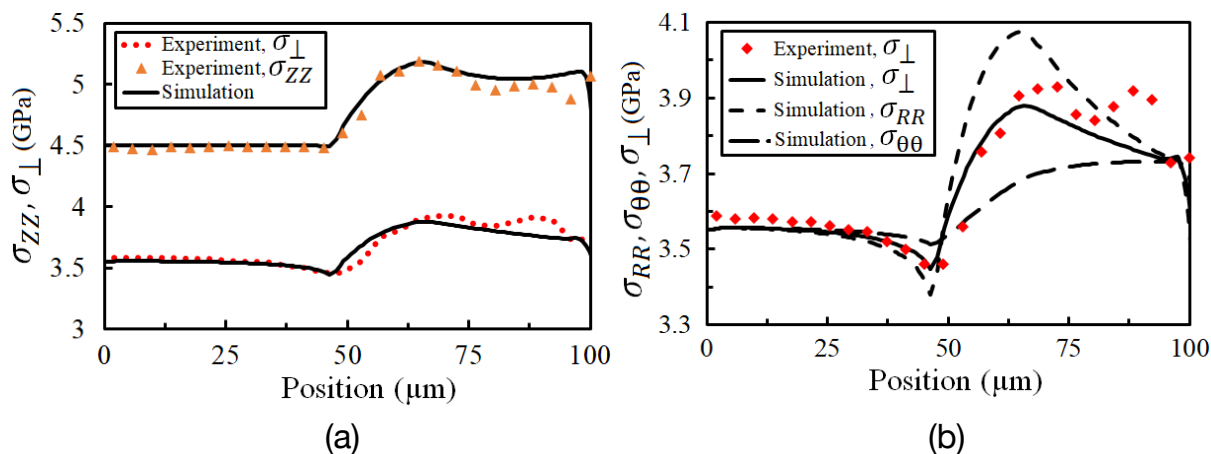 5.5
5
4.5
4
3.5
3
σZZ, σ⊥ (GPa)
Experiment, σ⊥
Experiment, σZZ
Simulation
0 25 50 75 100
Position (μm)
(a)
4.1
3.9
3.7
3.5
3.3
σRR, σθθ, σ⊥ (GPa)
Experiment, σ⊥
Simulation , σ⊥
Simulation , σRR
Simulation , σθθ
0 25 50 75 100
Position (μm)
(b)